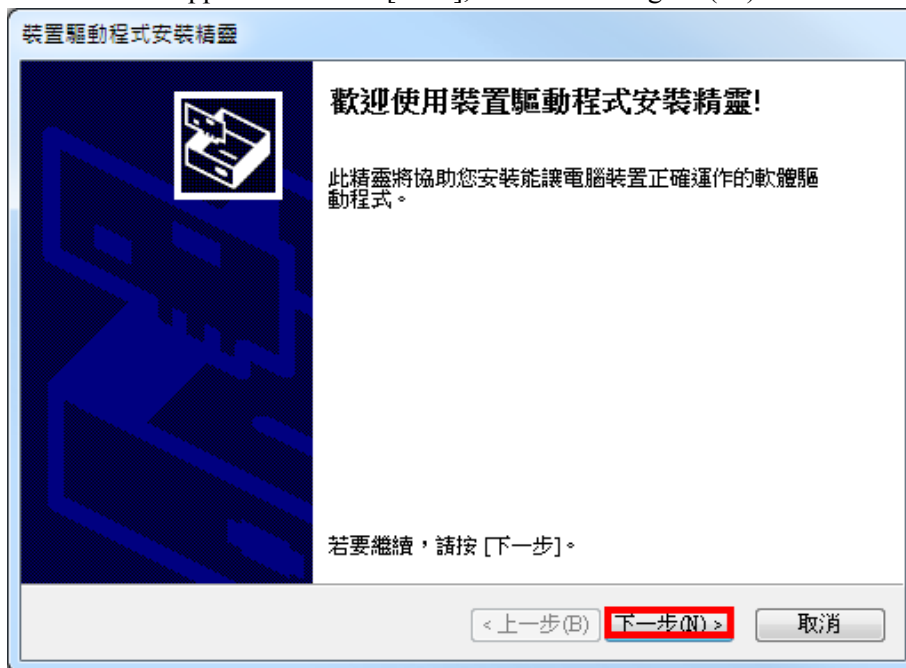 裝置驅動程式安裝精靈
歡迎使用裝置驅動程式安裝精靈!
此精靈將協助您安裝能讓電腦裝置正確運作的軟體驅
動程式。
若要繼續，請按 [下一步]。
<上一步(B) 下一步(N) > 取消